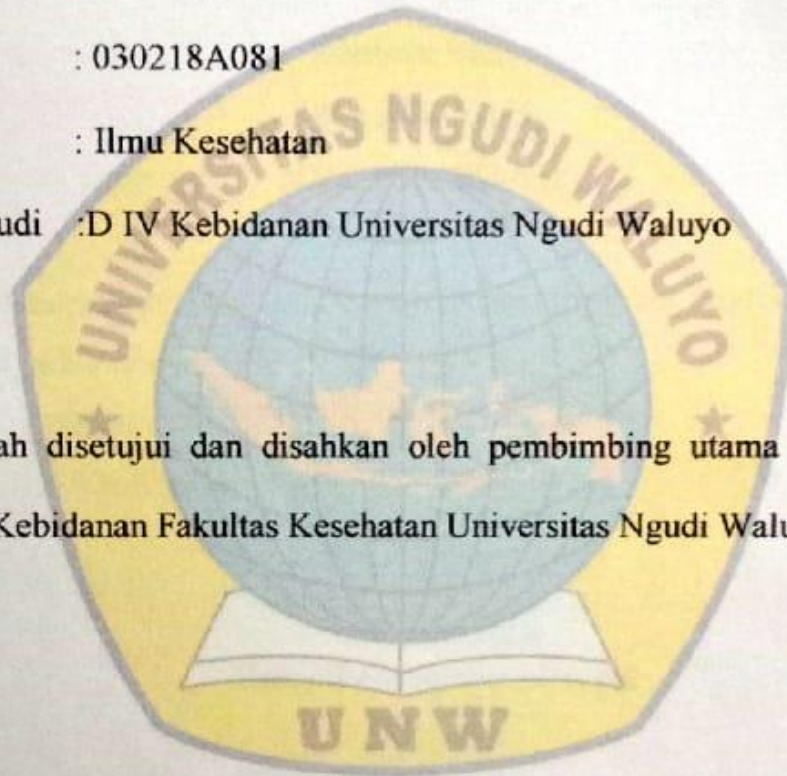 : 030218A081
: Ilmu Kesehatan
udi :D IV Kebidanan Universitas Ngudi Waluyo
ah disetujui dan disahkan oleh pembimbing utama
Kebidanan Fakultas Kesehatan Universitas Ngudi Walu
UNIVERSITAS NGUDI WALUYO
UNW